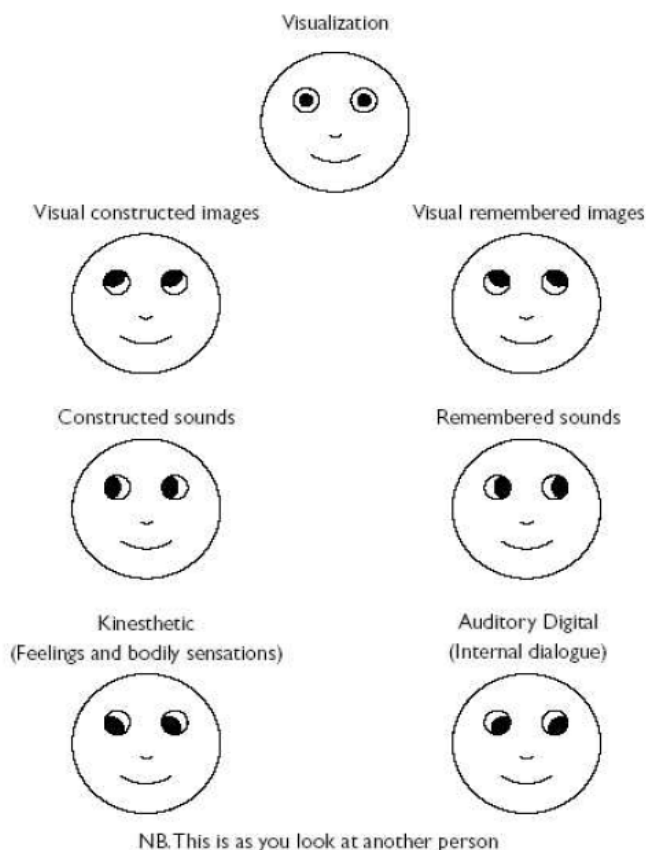 Visualization
Visual constructed images
Visual remembered images
Constructed sounds
Remembered sounds
Kinesthetic
(Feelings and bodily sensations)
Auditory Digital
(Internal dialogue)
NB.This is as you look at another person